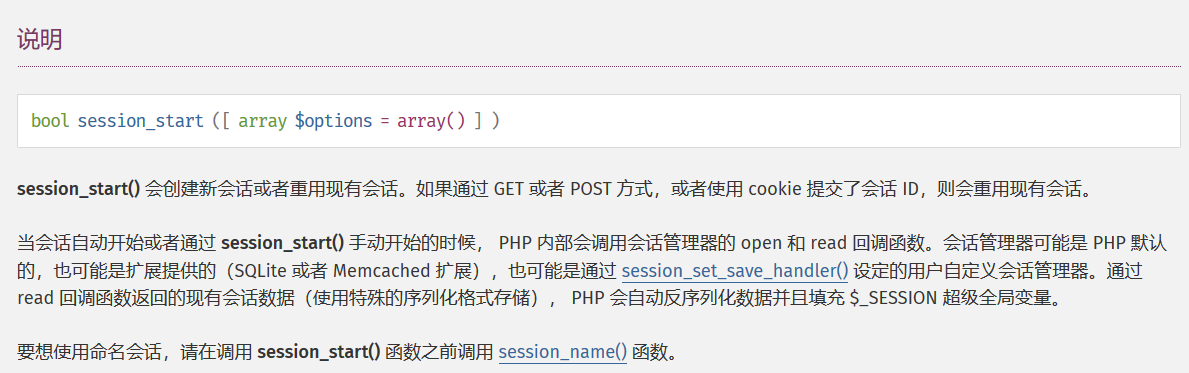 说明
bool session_start ([ array $options = array() ] )
session_start() 会创建新会话或者重用现有会话。如果通过 GET 或者 POST 方式，或者使用 cookie 提交了会话 ID，则会重用现有会话。
当会话自动开始或者通过 session_start() 手动开始的时候， PHP 内部会调用会话管理器的 open 和 read 回调函数。会话管理器可能是 PHP 默认
的，也可能是扩展提供的（SQLite 或者 Memcached 扩展），也可能是通过 session_set_save_handler() 设定的用户自定义会话管理器。通过
read 回调函数返回的现有会话数据（使用特殊的序列化格式存储）， PHP 会自动反序列化数据并且填充 $_SESSION 超级全局变量。
要想使用命名会话，请在调用 session_start() 函数之前调用 session_name() 函数。